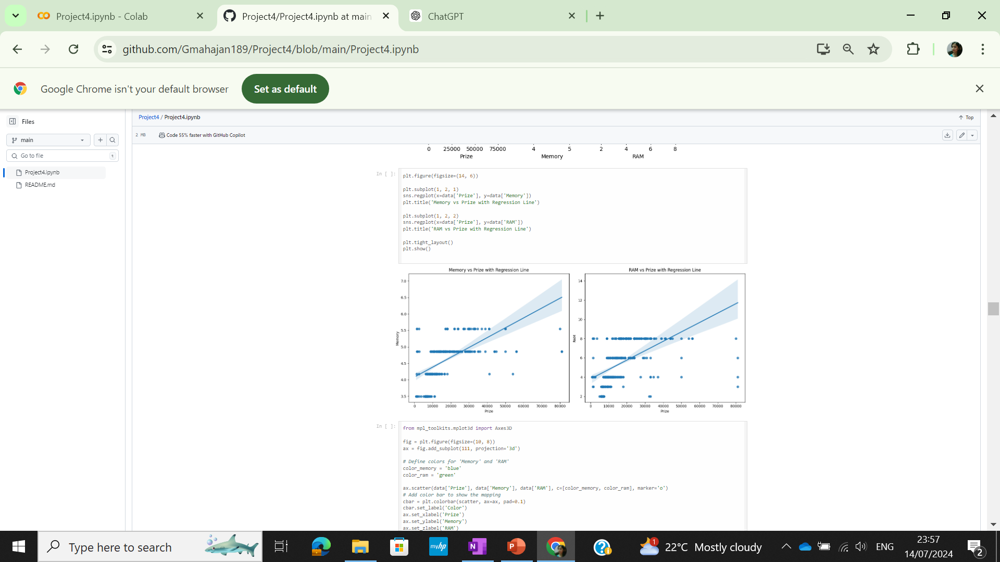 Project4.ipynb - Colab
Project4/Project4.ipynb at main
ChatGPT
github.com/Gmahajan189/Project4/blob/main/Project4.ipynb
Google Chrome isn't your default browser
Set as default
Files
Project4 / Project4.ipynb
Top
main
2 MB
Code 55% faster with GitHub Copilot
Go to file
t
Project4.ipynb
README.md
0 25000 50000 75000 4 5 2 4 6 8
Prize Memory RAM
In [ ]:
plt.figure(figsize=(14, 6))
plt.subplot(1, 2, 1)
sns.regplot(x=data['Prize'], y=data['Memory'])
plt.title('Memory vs Prize with Regression Line')
plt.subplot(1, 2, 2)
sns.regplot(x=data['Prize'], y=data['RAM'])
plt.title('RAM vs Prize with Regression Line')
plt.tight_layout()
plt.show()
Memory vs Prize with Regression Line
7.0
6.5
6.0
5.5
5.0
4.5
4.0
3.5
Memory
0 10000 20000 30000 40000 50000 60000 70000 80000
Prize
RAM vs Prize with Regression Line
14
12
10
8
6
4
2
RAM
0 10000 20000 30000 40000 50000 60000 70000 80000
Prize
In [ ]:
from mpl_toolkits.mplot3d import Axes3D
fig = plt.figure(figsize=(10, 8))
ax = fig.add_subplot(111, projection='3d')
# Define colors for 'Memory' and 'RAM'
color_memory = 'blue'
color_ram = 'green'
ax.scatter(data['Prize'], data['Memory'], data['RAM'], c=[color_memory, color_ram], marker='o')
# Add color bar to show the mapping
cbar = plt.colorbar(scatter, ax=ax, pad=0.1)
cbar.set_label('Color')
ax.set_xlabel('Prize')
ax.set_ylabel('Memory')
ax.set_zlabel('RAM')
Type here to search
myhp
N
P
1
22°C Mostly cloudy
ENG
23:57
14/07/2024
2